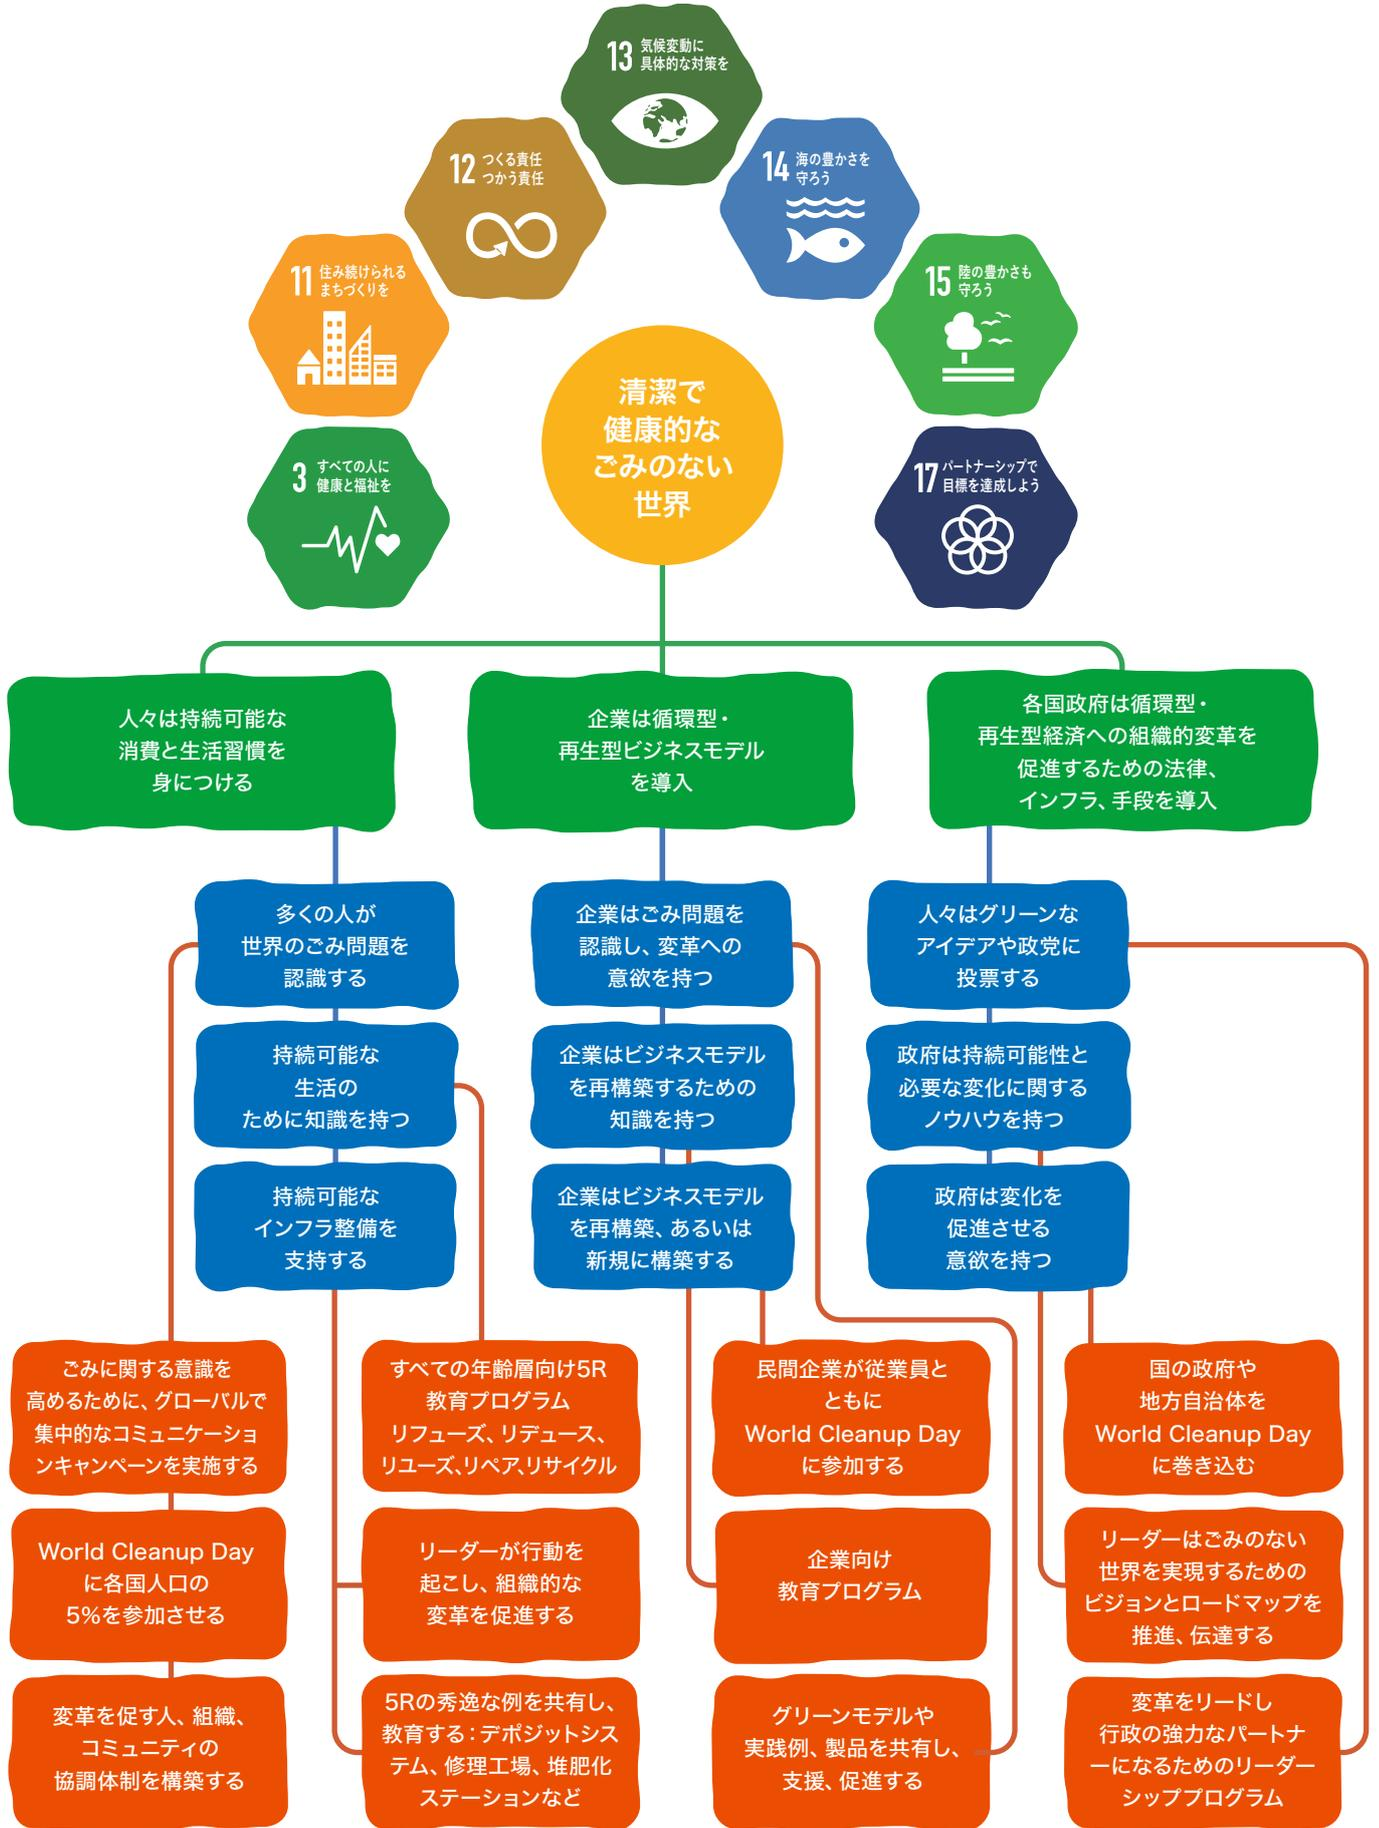 13 気候変動に
具体的な対策を
12 つくる責任
つかう責任
14 海の豊かさを
守ろう
11 住み続けられる
まちづくりを
15 陸の豊かさも
守ろう
清潔で
健康的な
ごみのない
世界
3 すべての人に
健康と福祉を
17 パートナーシップで
目標を達成しよう
人々は持続可能な
消費と生活習慣を
身につける
企業は循環型・
再生型ビジネスモデル
を導入
各国政府は循環型・
再生型経済への組織的変革を
促進するための法律、
インフラ、手段を導入
多くの人が
世界のごみ問題を
認識する
企業はごみ問題を
認識し、変革への
意欲を持つ
人々はグリーンな
アイデアや政党に
投票する
持続可能な
生活の
ために知識を持つ
企業はビジネスモデル
を再構築するための
知識を持つ
政府は持続可能性と
必要な変化に関する
ノウハウを持つ
持続可能な
インフラ整備を
支持する
企業はビジネスモデル
を再構築、あるいは
新規に構築する
政府は変化を
促進させる
意欲を持つ
ごみに関する意識を
高めるために、グローバルで
集中的なコミュニケーショ
ンキャンペーンを実施する
すべての年齢層向け5R
教育プログラム
リフューズ、リデュース、
リユーズ、リペア、リサイクル
民間企業が従業員と
ともに
World Cleanup Day
に参加する
国の政府や
地方自治体を
World Cleanup Day
に巻き込む
World Cleanup Day
に各国人口の
5%を参加させる
リーダーが行動を
起こし、組織的な
変革を促進する
企業向け
教育プログラム
リーダーはごみのない
世界を実現するための
ビジョンとロードマップを
推進、伝達する
変革を促す人、組織、
コミュニティの
協調体制を構築する
5Rの秀逸な例を共有し、
教育する：デポジットシス
テム、修理工場、堆肥化
ステーションなど
グリーンモデルや
実践例、製品を共有し、
支援、促進する
変革をリードし
行政の強力なパートナ
ーになるためのリーダー
シッププログラム